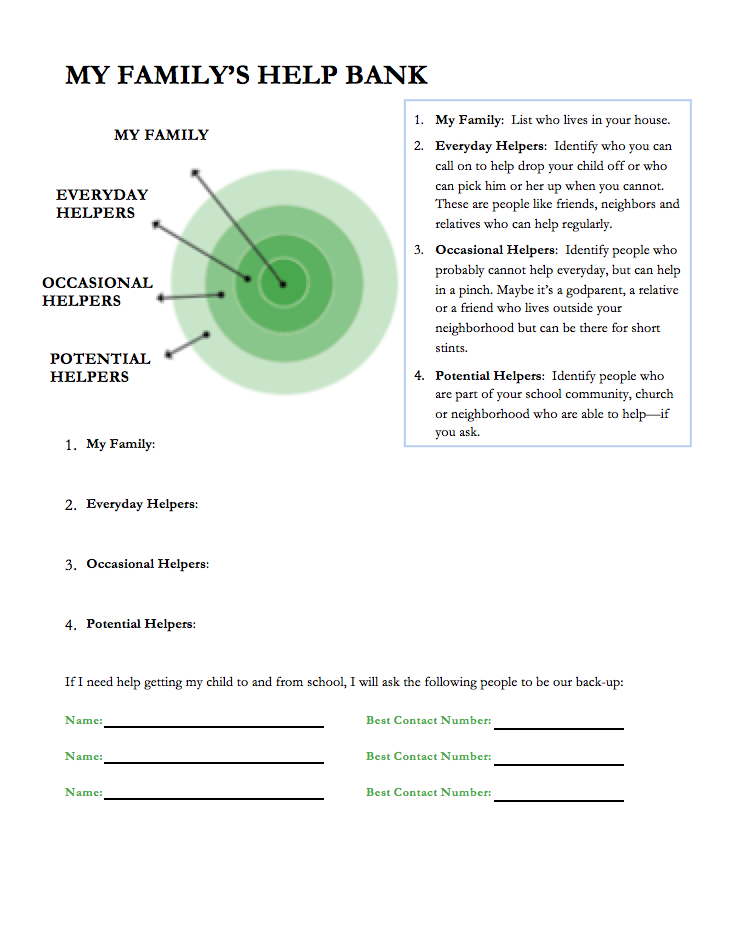 MY FAMILY’S HELP BANK
MY FAMILY
EVERYDAY
HELPERS
OCCASIONAL
HELPERS
POTENTIAL
HELPERS
1. My Family: List who lives in your house.
2. Everyday Helpers: Identify who you can
call on to help drop your child off or who
can pick him or her up when you cannot.
These are people like friends, neighbors and
relatives who can help regularly.
3. Occasional Helpers: Identify people who
probably cannot help everyday, but can help
in a pinch. Maybe it’s a godparent, a relative
or a friend who lives outside your
neighborhood but can be there for short
stints.
4. Potential Helpers: Identify people who
are part of your school community, church
or neighborhood who are able to help—if
you ask.
1. My Family:
2. Everyday Helpers:
3. Occasional Helpers:
4. Potential Helpers:
If I need help getting my child to and from school, I will ask the following people to be our back-up:
Name: Best Contact Number:
Name: Best Contact Number:
Name: Best Contact Number: